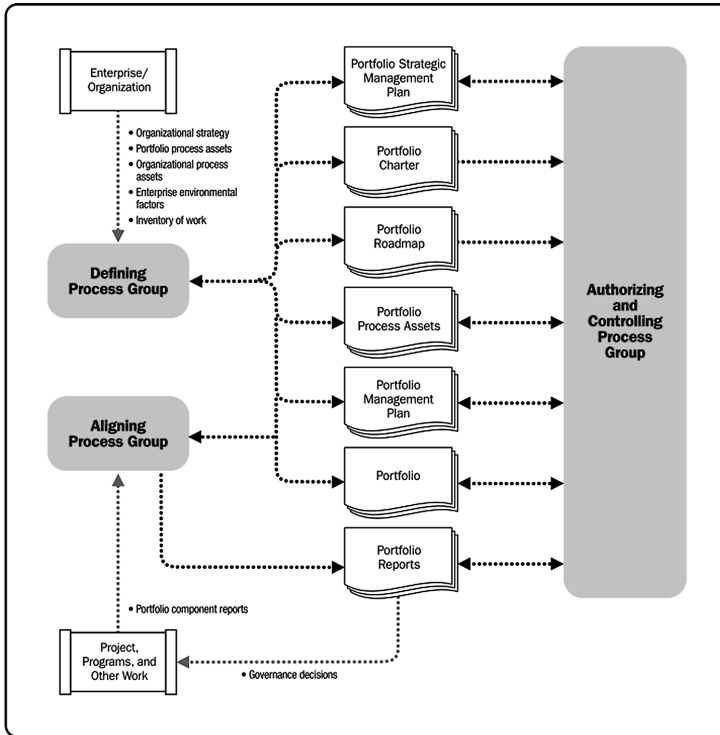 Enterprise/
Organization
• Organizational strategy
• Portfolio process assets
• Organizational process
assets
• Enterprise environmental
factors
• Inventory of work
Defining
Process Group
Aligning
Process Group
• Portfolio component reports
Project,
Programs, and
Other Work
• Governance decisions
Portfolio Strategic
Management
Plan
Portfolio
Charter
Portfolio
Roadmap
Portfolio
Process Assets
Portfolio
Management
Plan
Portfolio
Portfolio
Reports
Authorizing
and
Controlling
Process
Group